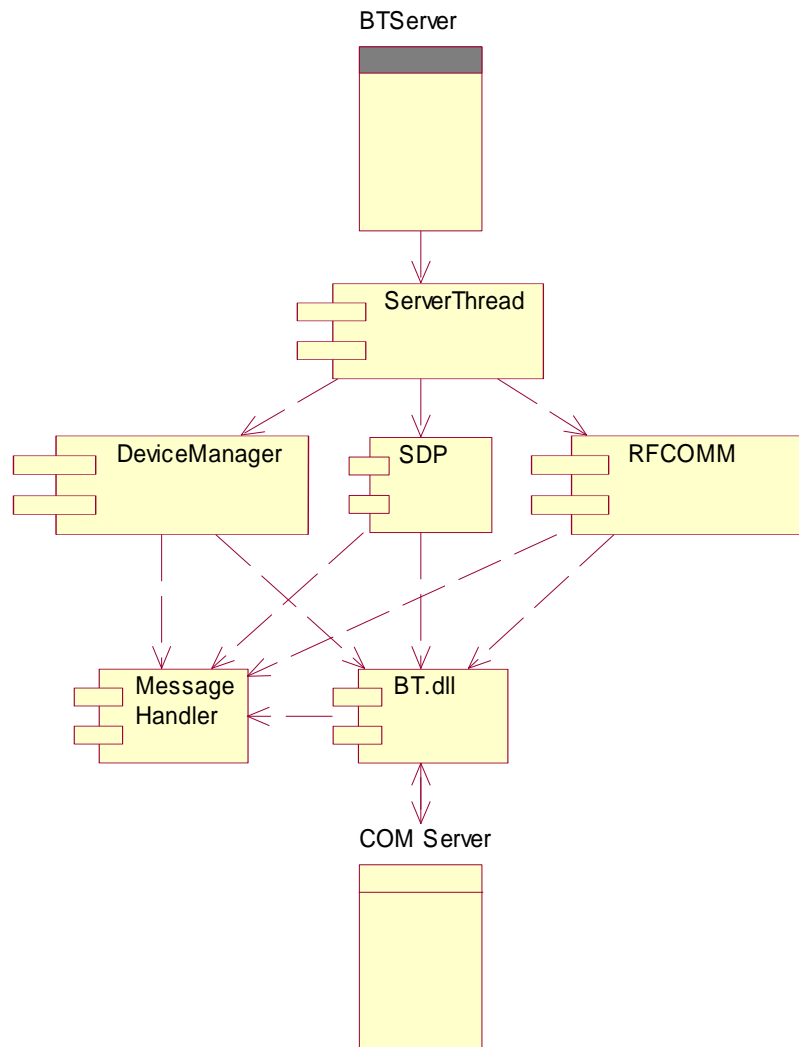 BTServer
ServerThread
DeviceManager
SDP
RFCOMM
Message
Handler
BT.dll
COM Server